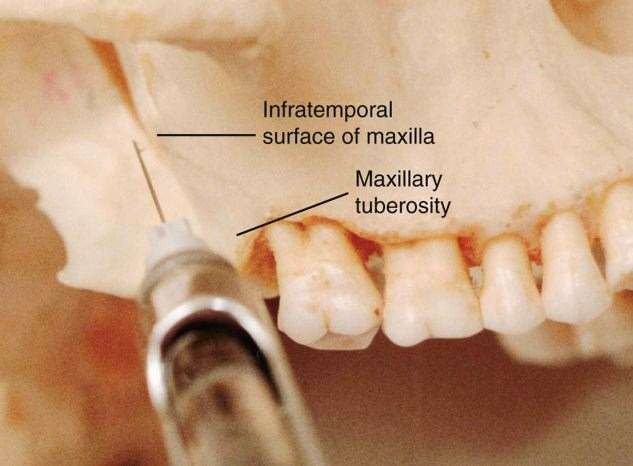 Infratemporal
surface of maxilla
Maxillary
tuberosity